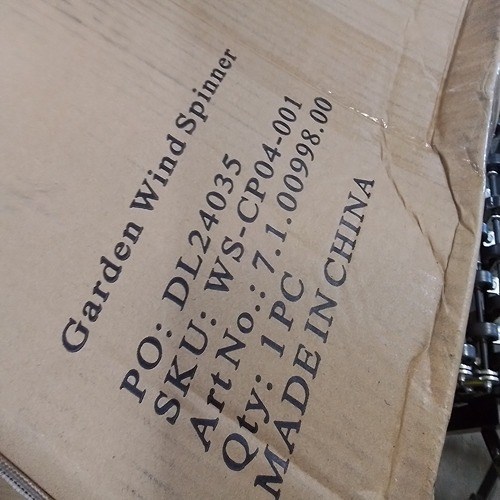 Garden Wind Spinner
PO: DL24035
SKU: WS-CP04-001
Art No.: 7.1.00998.00
Qty: 1 PC
MADE IN CHINA